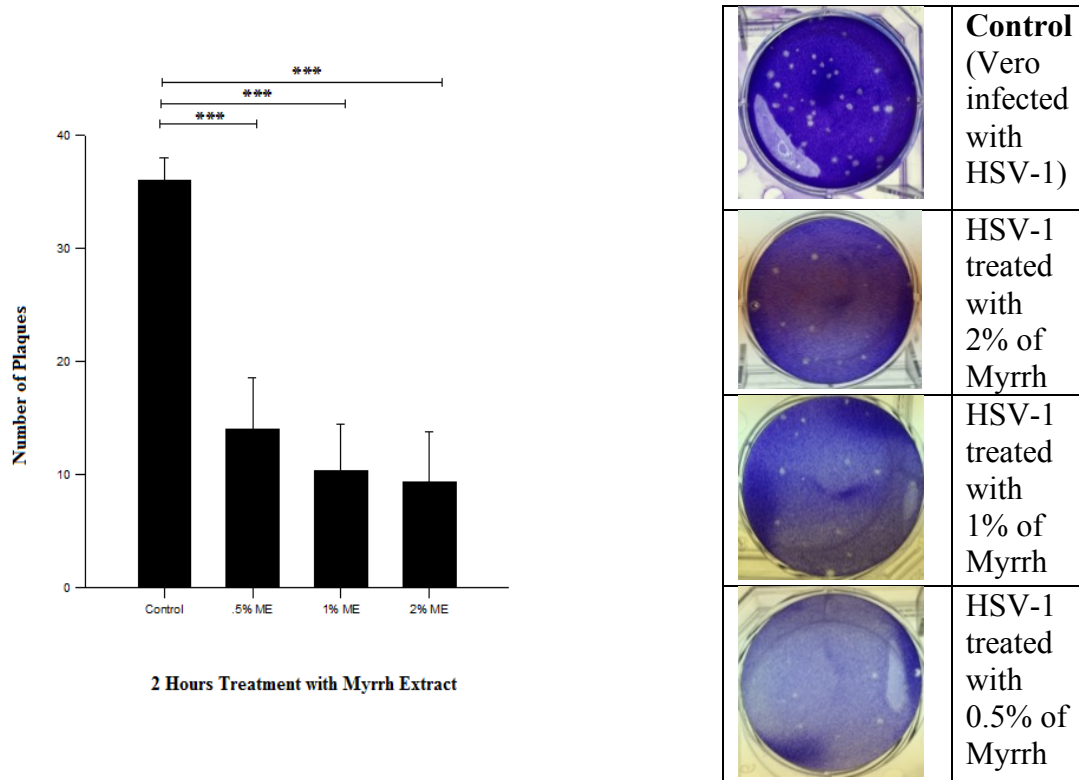 ***
***
***
40
30
20
10
0
Number of Plaques
Control
.5% ME
1% ME
2% ME
2 Hours Treatment with Myrrh Extract
Control
(Vero
infected
with
HSV-1)
HSV-1
treated
with
2% of
Myrrh
HSV-1
treated
with
1% of
Myrrh
HSV-1
treated
with
0.5% of
Myrrh